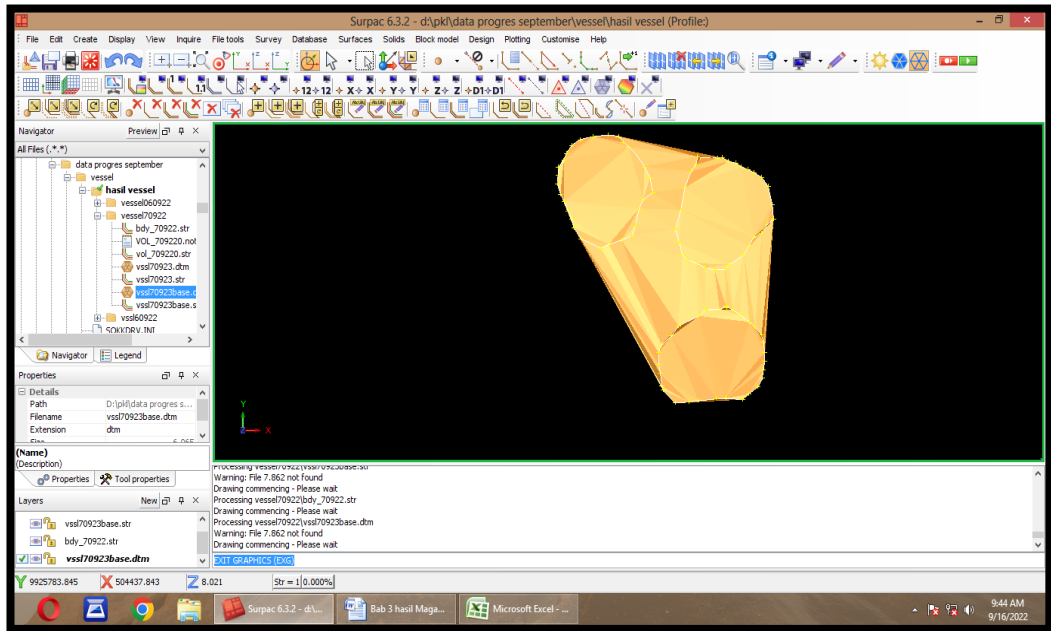 Surpac 6.3.2 - d:\pkl\data progres september\vessel\hasil vessel (Profile:)
File Edit Create Display View Inquire File tools Survey Database Surfaces Solids Block model Design Plotting Customise Help
Navigator Preview
All Files (.*.*)
data progres september
vessel
hasil vessel
vessel060922
vessel70922
bdy_70922.str
VOL_709220.not
vol_709220.str
vssl70923.dtm
vssl70923.str
vssl70923base.d
vssl70923base.s
vssl60922
SOKKDRV.INI
Navigator Legend
Properties
Details
Path D:\pkl\data progres s...
Filename vssl70923base.dtm
Extension dtm
Size 6,065
(Name)
(Description)
Properties Tool properties
Layers New
vssl70923base.str
bdy_70922.str
vssl70923base.dtm
Y
Z X
Processing vessel70922\vssl70923base.str
Warning: File 7.862 not found
Drawing commencing - Please wait
Processing vessel70922\bdy_70922.str
Drawing commencing - Please wait
Processing vessel70922\vssl70923base.dtm
Warning: File 7.862 not found
Drawing commencing - Please wait
EXIT GRAPHICS (EXG)
Y 9925783.845 X 504437.843 Z 8.021 Str = 1 0.000%
Surpac 6.3.2 - d:\... Bab 3 hasil Maga... Microsoft Excel - ...
9:44 AM
9/16/2022